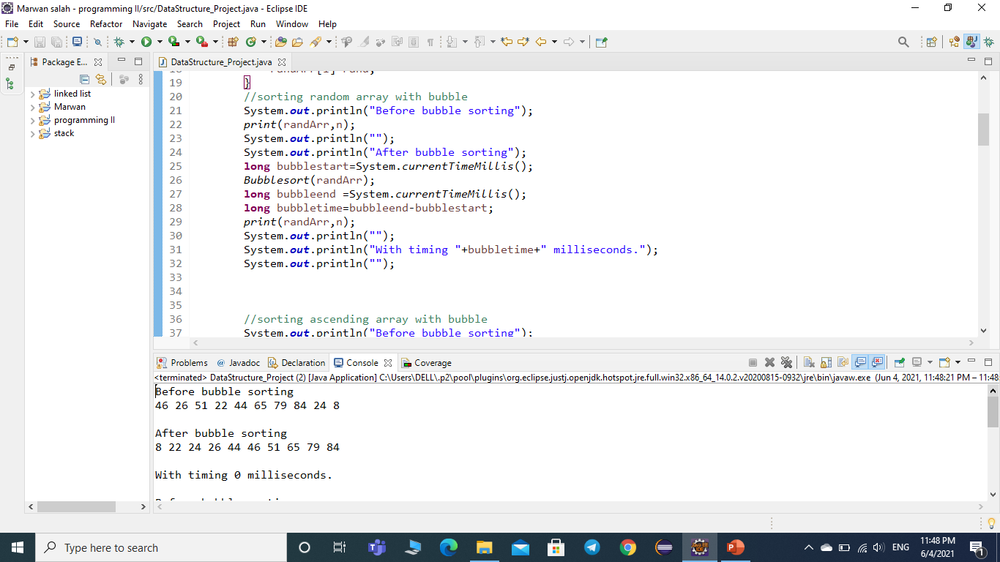 Marwan salah - programming II/src/DataStructure_Project.java - Eclipse IDE
File Edit Source Refactor Navigate Search Project Run Window Help
Package E...
DataStructure_Project.java
linked list
Marwan
programming II
stack
19 }
20 //sorting random array with bubble
21 System.out.println("Before bubble sorting");
22 print(randArr,n);
23 System.out.println("");
24 System.out.println("After bubble sorting");
25 long bubblestart=System.currentTimeMillis();
26 Bubblesort(randArr);
27 long bubbleend =System.currentTimeMillis();
28 long bubbletime=bubbleend-bubblestart;
29 print(randArr,n);
30 System.out.println("");
31 System.out.println("With timing "+bubbletime+" milliseconds.");
32 System.out.println("");
33
34
35
36 //sorting ascending array with bubble
37 System.out.println("Before bubble sorting");
Problems Javadoc Declaration Console Coverage
<terminated> DataStructure_Project (2) [Java Application] C:\Users\DELL\.p2\pool\plugins\org.eclipse.justj.openjdk.hotspot.jre.full.win32.x86_64_14.0.2.v20200815-0932\jre\bin\javaw.exe (Jun 4, 2021, 11:48:21 PM – 11:48
Before bubble sorting
46 26 51 22 44 65 79 84 24 8
After bubble sorting
8 22 24 26 44 46 51 65 79 84
With timing 0 milliseconds.
Type here to search
ENG
11:48 PM
6/4/2021
1